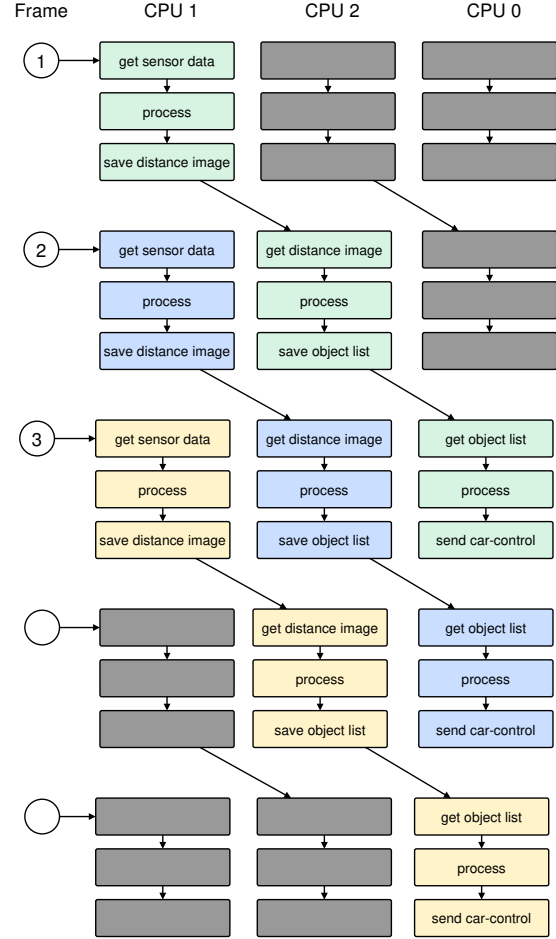 Frame CPU 1 CPU 2 CPU 0
1 get sensor data
process
save distance image
2 get sensor data get distance image
process process
save distance image save object list
3 get sensor data get distance image get object list
process process process
save distance image save object list send car-control
get distance image get object list
process process
save object list send car-control
get object list
process
send car-control